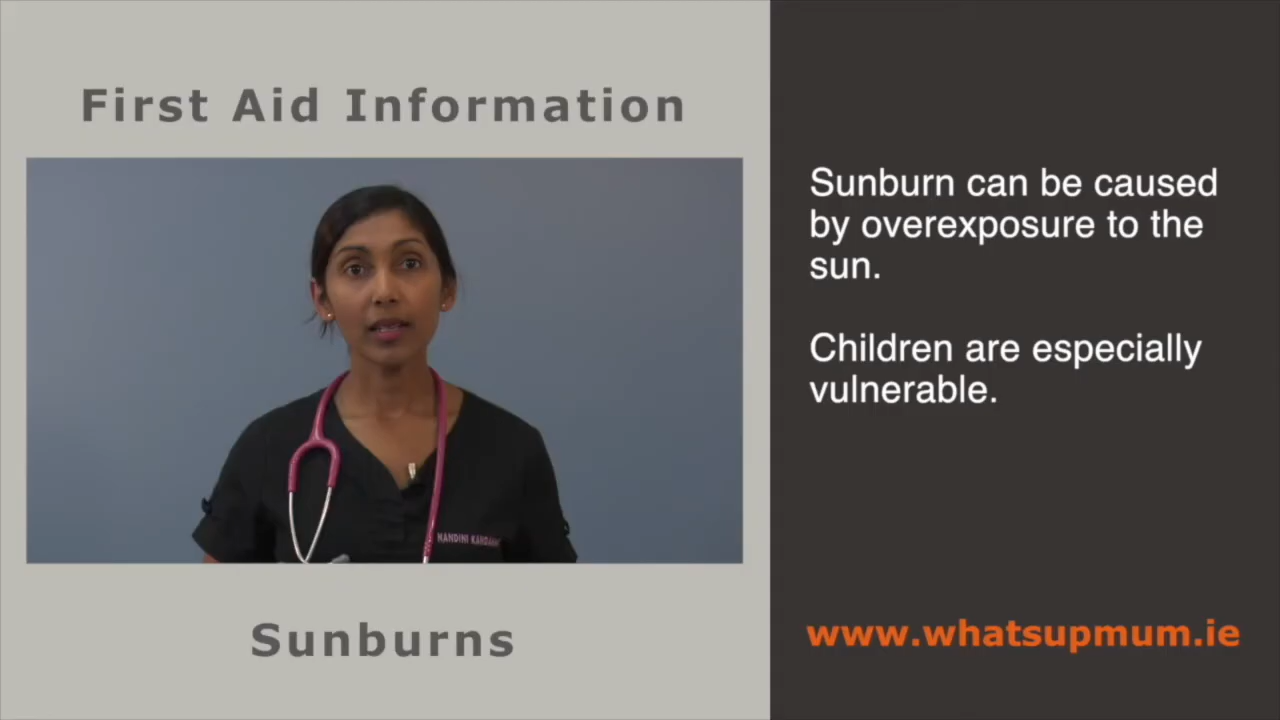 First Aid Information
Sunburn can be caused
by overexposure to the
sun.
Children are especially
vulnerable.
NANDINI
Sunburns
www.whatsupmum.ie